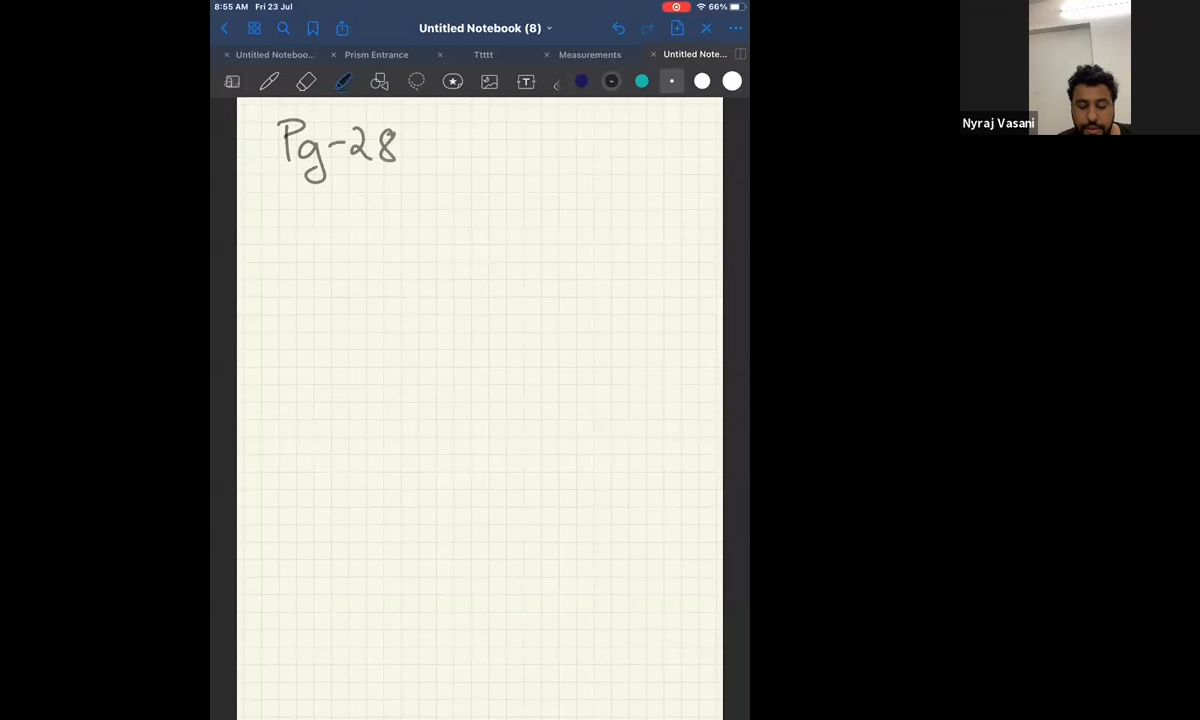 8:55 AM Fri 23 Jul 66%
Untitled Notebook (8)
Untitled Noteboo... Prism Entrance Ttttt Measurements Untitled Note...
T
Pg-28
Nyraj Vasani